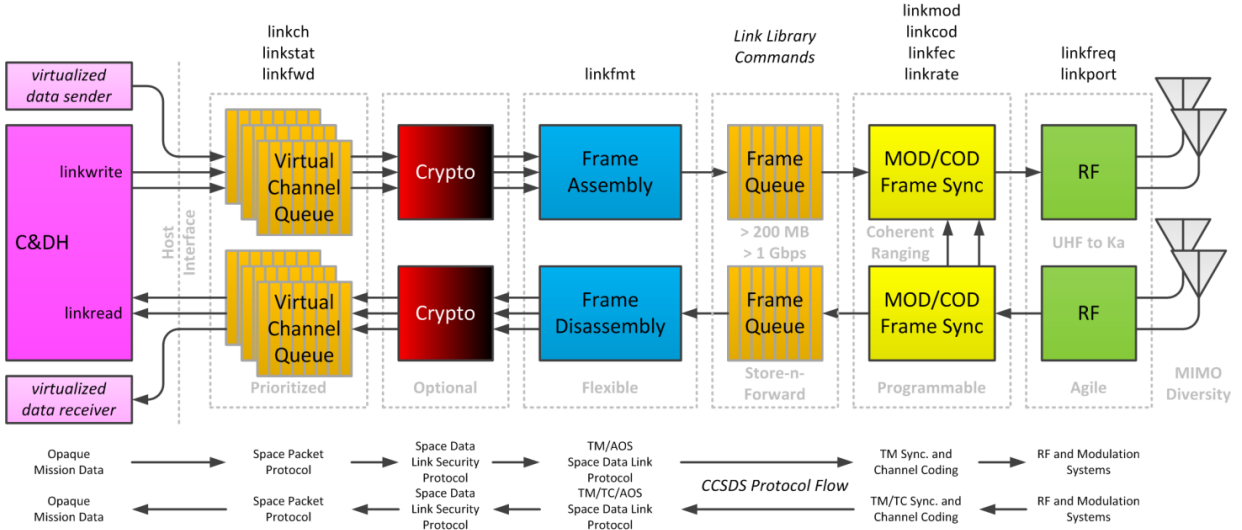 linkch
linkstat
linkfwd
linkfmt
Link Library
Commands
linkmod
linkcod
linkfec
linkrate
linkfreq
linkport
virtualized
data sender
C&DH
linkwrite
linkread
virtualized
data receiver
Host
Interface
Virtual
Channel
Queue
Crypto
Frame
Assembly
Frame
Queue
MOD/COD
Frame Sync
RF
> 200 MB
> 1 Gbps
Coherent
Ranging
UHF to Ka
Virtual
Channel
Queue
Crypto
Frame
Disassembly
Frame
Queue
MOD/COD
Frame Sync
RF
Prioritized
Optional
Flexible
Store-n-
Forward
Programmable
Agile
MIMO
Diversity
Opaque
Mission Data
Space Packet
Protocol
Space Data
Link Security
Protocol
TM/AOS
Space Data Link
Protocol
TM Sync. and
Channel Coding
RF and Modulation
Systems
CCSDS Protocol Flow
Opaque
Mission Data
Space Packet
Protocol
Space Data
Link Security
Protocol
TM/TC/AOS
Space Data Link
Protocol
TM/TC Sync. and
Channel Coding
RF and Modulation
Systems